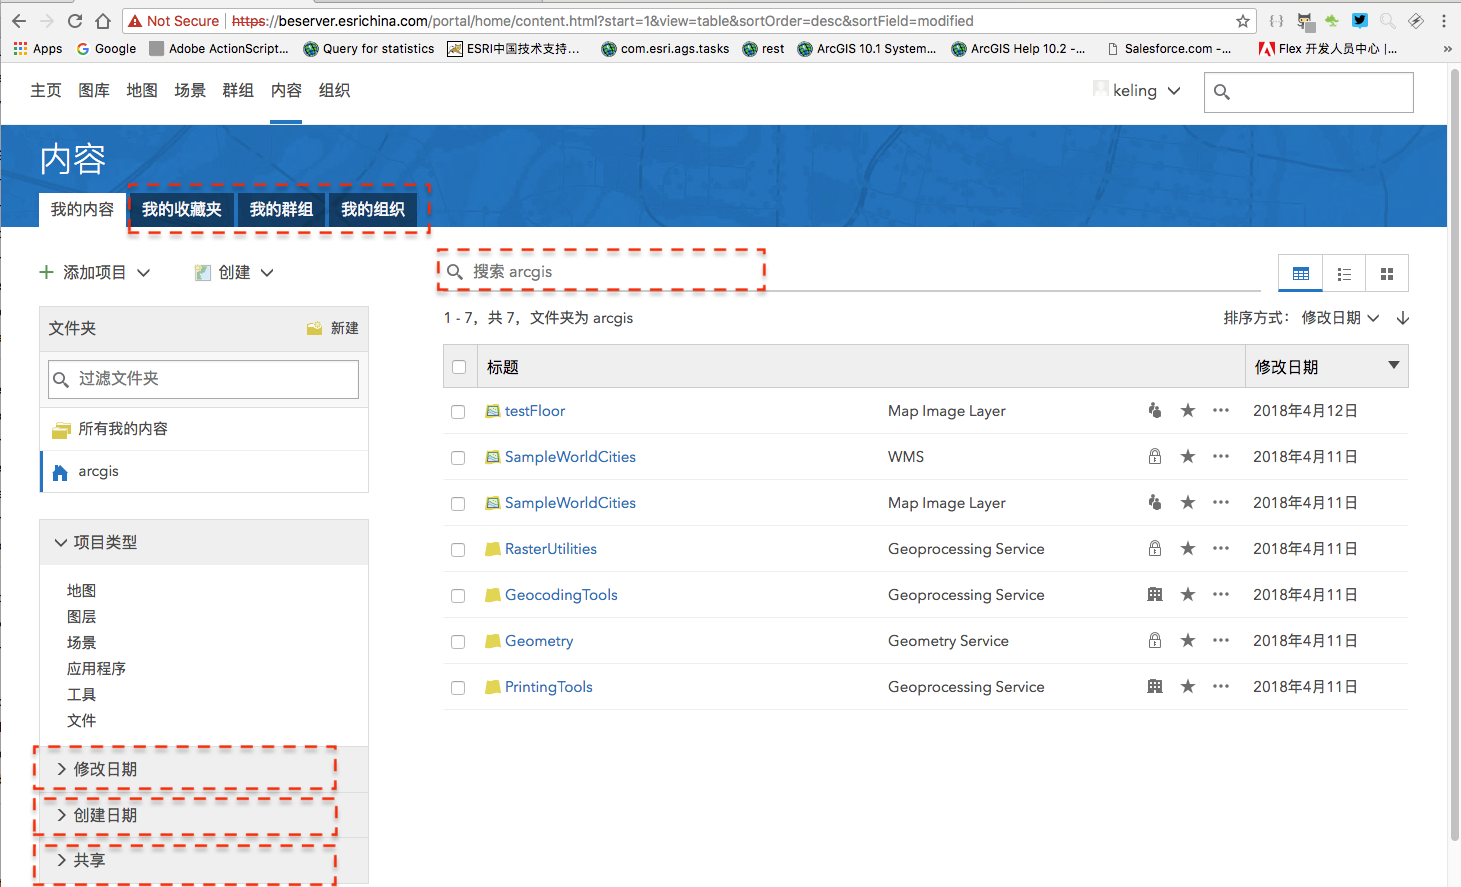 Not Secure https://beserver.esrichina.com/portal/home/content.html?start=1&view=table&sortOrder=desc&sortField=modified
Apps Google Adobe ActionScript... Query for statistics ESRI中国技术支持... com.esri.ags.tasks rest ArcGIS 10.1 System... ArcGIS Help 10.2 -... Salesforce.com -... Flex 开发人员中心 |... »
主页 图库 地图 场景 群组 内容 组织 keling
内容
我的内容 我的收藏夹 我的群组 我的组织
添加项目 创建 搜索 arcgis
1 - 7，共 7，文件夹为 arcgis 排序方式： 修改日期
文件夹 新建
过滤文件夹
所有我的内容
arcgis
项目类型
地图
图层
场景
应用程序
工具
文件
修改日期
创建日期
共享
标题 修改日期
testFloor Map Image Layer 2018年4月12日
SampleWorldCities WMS 2018年4月11日
SampleWorldCities Map Image Layer 2018年4月11日
RasterUtilities Geoprocessing Service 2018年4月11日
GeocodingTools Geoprocessing Service 2018年4月11日
Geometry Geometry Service 2018年4月11日
PrintingTools Geoprocessing Service 2018年4月11日